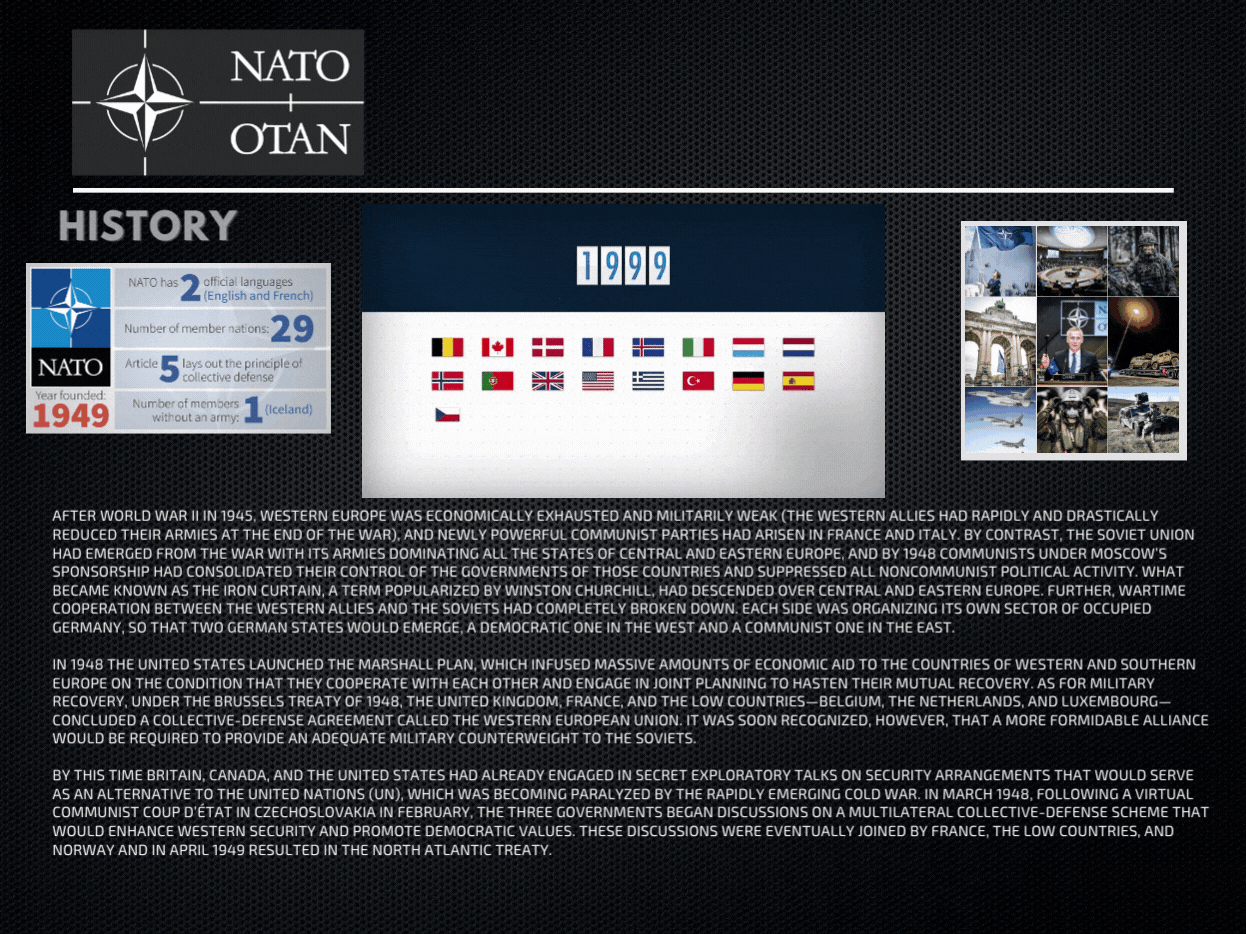 NATO
OTAN
HISTORY
NATO has 2 official languages
(English and French)
Number of member nations: 29
Article 5 lays out the principle of
collective defense
Number of members
without an army: 1 (Iceland)
NATO
Year founded:
1949
1999
AFTER WORLD WAR II IN 1945, WESTERN EUROPE WAS ECONOMICALLY EXHAUSTED AND MILITARILY WEAK (THE WESTERN ALLIES HAD RAPIDLY AND DRASTICALLY
REDUCED THEIR ARMIES AT THE END OF THE WAR), AND NEWLY POWERFUL COMMUNIST PARTIES HAD ARISEN IN FRANCE AND ITALY. BY CONTRAST, THE SOVIET UNION
HAD EMERGED FROM THE WAR WITH ITS ARMIES DOMINATING ALL THE STATES OF CENTRAL AND EASTERN EUROPE, AND BY 1948 COMMUNISTS UNDER MOSCOW'S
SPONSORSHIP HAD CONSOLIDATED THEIR CONTROL OF THE GOVERNMENTS OF THOSE COUNTRIES AND SUPPRESSED ALL NONCOMMUNIST POLITICAL ACTIVITY. WHAT
BECAME KNOWN AS THE IRON CURTAIN, A TERM POPULARIZED BY WINSTON CHURCHILL, HAD DESCENDED OVER CENTRAL AND EASTERN EUROPE. FURTHER, WARTIME
COOPERATION BETWEEN THE WESTERN ALLIES AND THE SOVIETS HAD COMPLETELY BROKEN DOWN. EACH SIDE WAS ORGANIZING ITS OWN SECTOR OF OCCUPIED
GERMANY, SO THAT TWO GERMAN STATES WOULD EMERGE, A DEMOCRATIC ONE IN THE WEST AND A COMMUNIST ONE IN THE EAST.
IN 1948 THE UNITED STATES LAUNCHED THE MARSHALL PLAN, WHICH INFUSED MASSIVE AMOUNTS OF ECONOMIC AID TO THE COUNTRIES OF WESTERN AND SOUTHERN
EUROPE ON THE CONDITION THAT THEY COOPERATE WITH EACH OTHER AND ENGAGE IN JOINT PLANNING TO HASTEN THEIR MUTUAL RECOVERY. AS FOR MILITARY
RECOVERY, UNDER THE BRUSSELS TREATY OF 1948, THE UNITED KINGDOM, FRANCE, AND THE LOW COUNTRIES—BELGIUM, THE NETHERLANDS, AND LUXEMBOURG—
CONCLUDED A COLLECTIVE-DEFENSE AGREEMENT CALLED THE WESTERN EUROPEAN UNION. IT WAS SOON RECOGNIZED, HOWEVER, THAT A MORE FORMIDABLE ALLIANCE
WOULD BE REQUIRED TO PROVIDE AN ADEQUATE MILITARY COUNTERWEIGHT TO THE SOVIETS.
BY THIS TIME BRITAIN, CANADA, AND THE UNITED STATES HAD ALREADY ENGAGED IN SECRET EXPLORATORY TALKS ON SECURITY ARRANGEMENTS THAT WOULD SERVE
AS AN ALTERNATIVE TO THE UNITED NATIONS (UN), WHICH WAS BECOMING PARALYZED BY THE RAPIDLY EMERGING COLD WAR. IN MARCH 1948, FOLLOWING A VIRTUAL
COMMUNIST COUP D'ÉTAT IN CZECHOSLOVAKIA IN FEBRUARY, THE THREE GOVERNMENTS BEGAN DISCUSSIONS ON A MULTILATERAL COLLECTIVE-DEFENSE SCHEME THAT
WOULD ENHANCE WESTERN SECURITY AND PROMOTE DEMOCRATIC VALUES. THESE DISCUSSIONS WERE EVENTUALLY JOINED BY FRANCE, THE LOW COUNTRIES, AND
NORWAY AND IN APRIL 1949 RESULTED IN THE NORTH ATLANTIC TREATY.